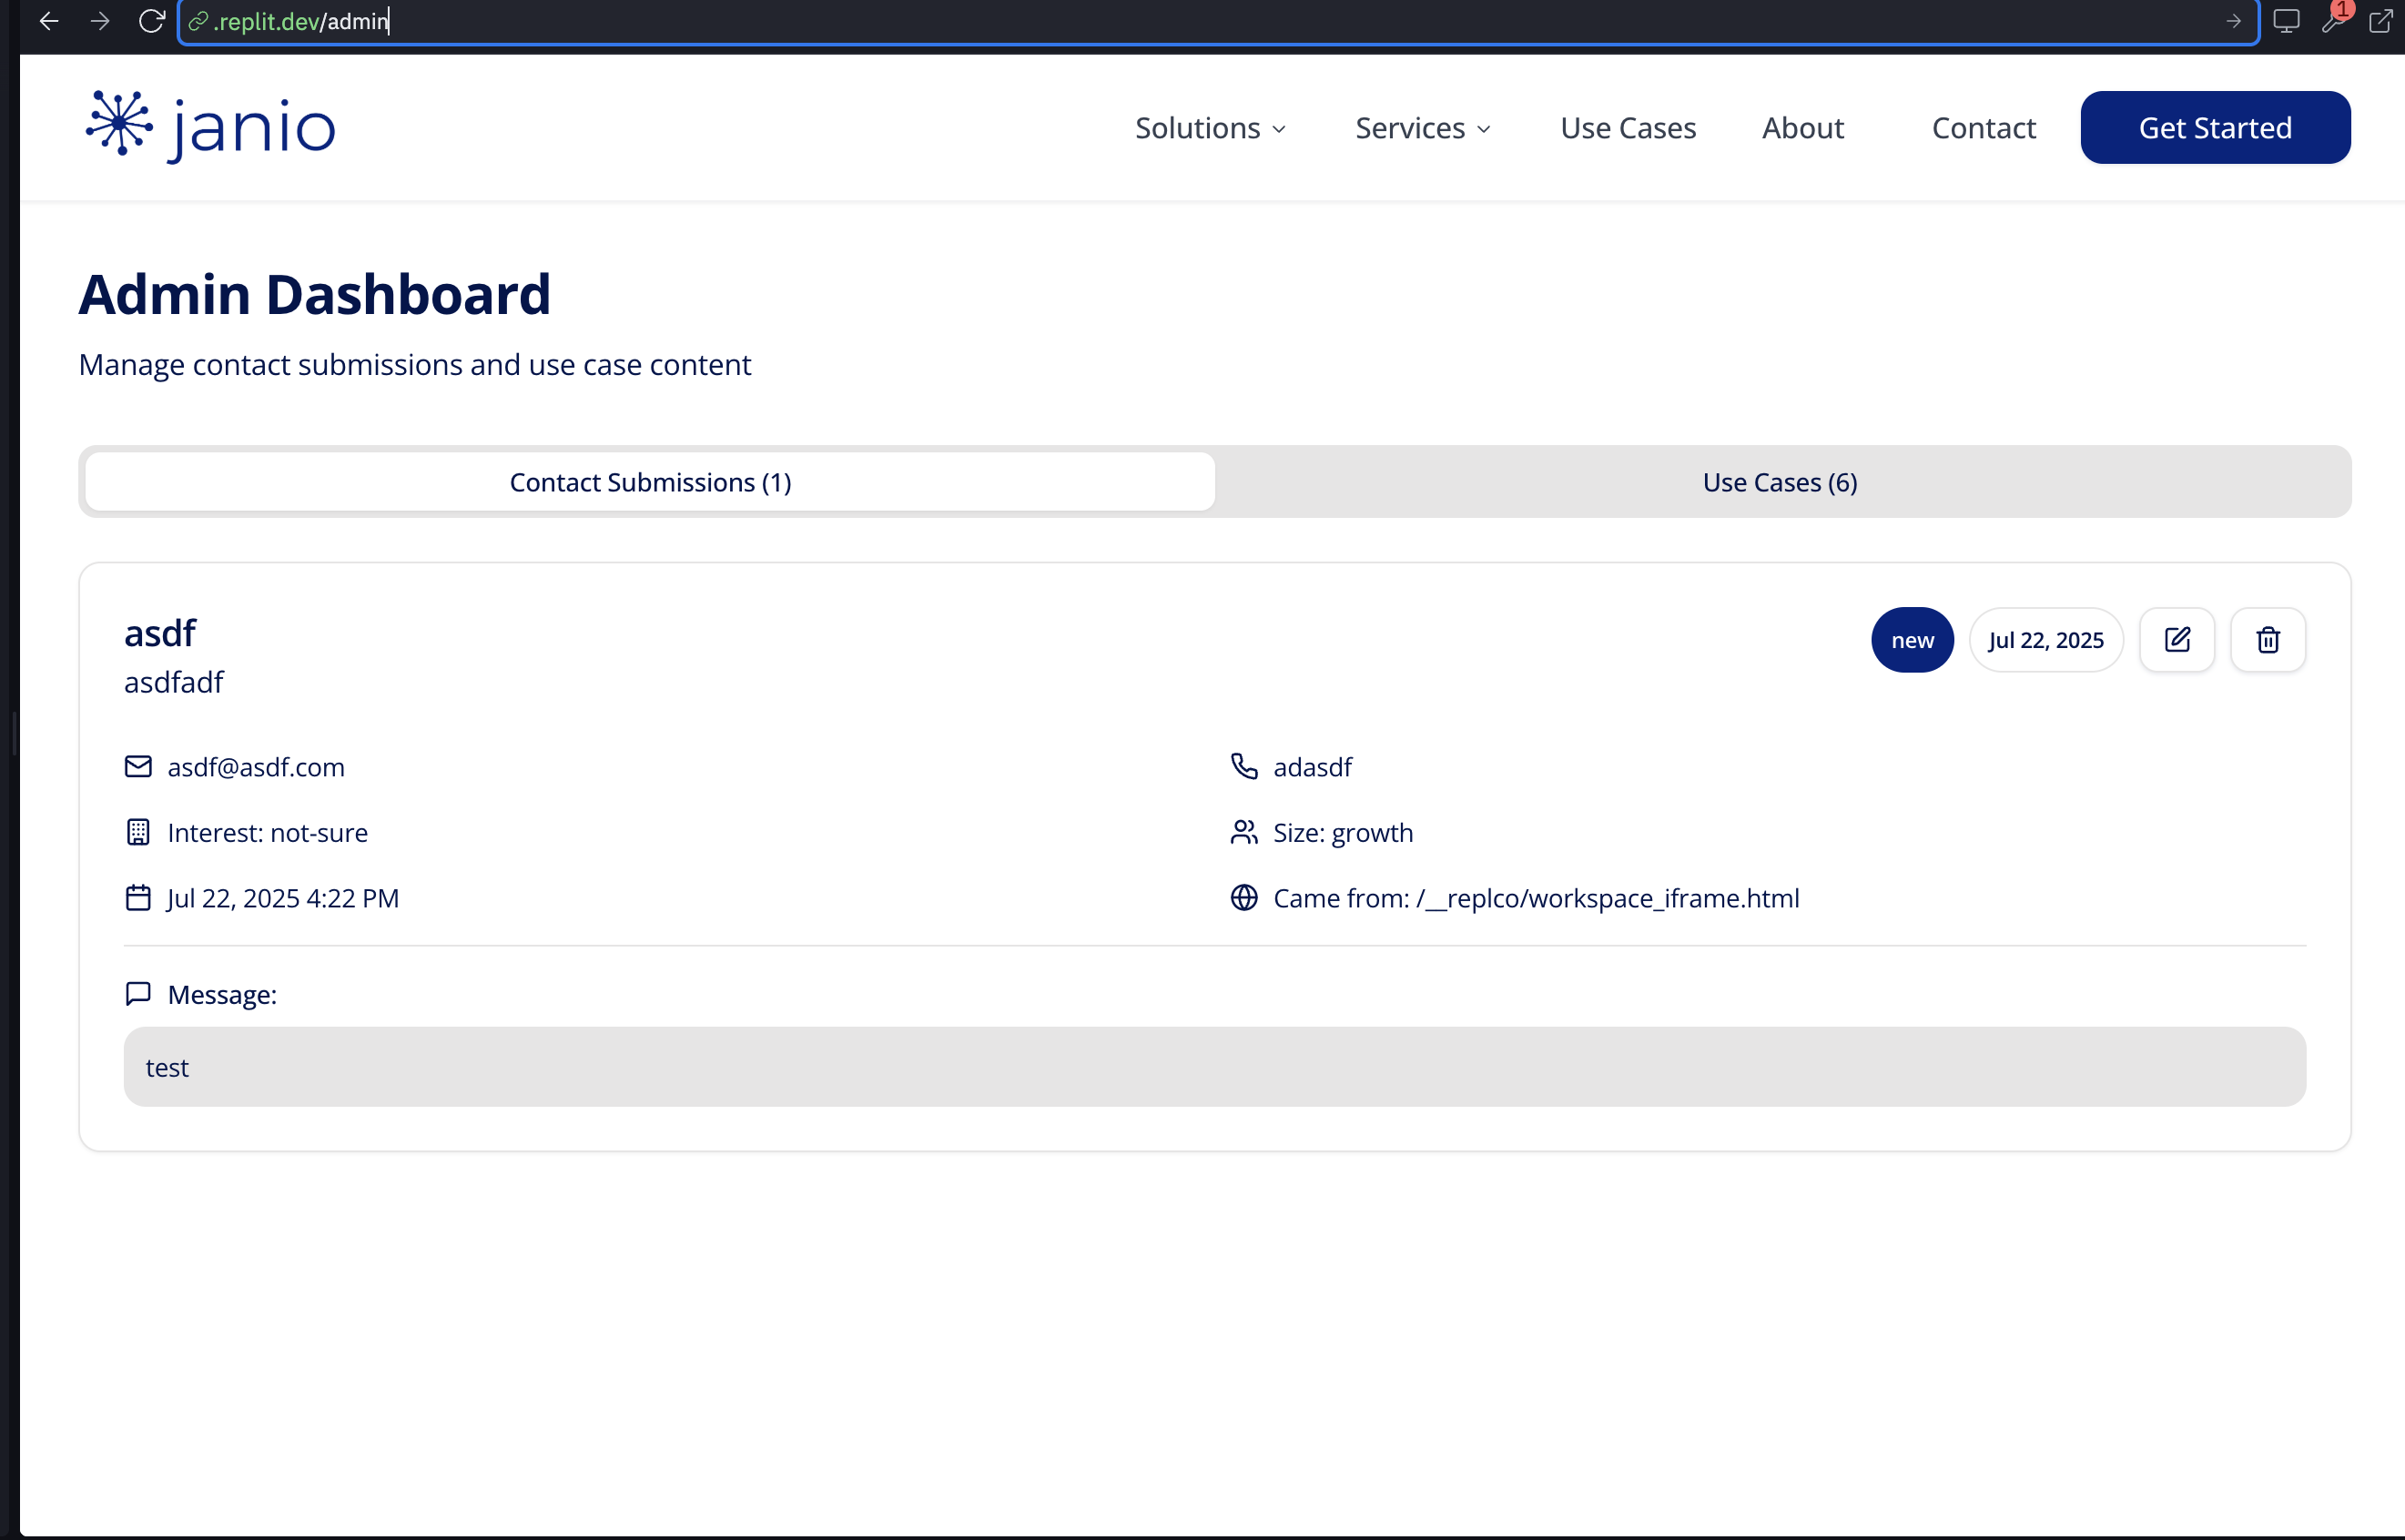 .replit.dev/admin
1
janio
Solutions
Services
Use Cases
About
Contact
Get Started
Admin Dashboard
Manage contact submissions and use case content
Contact Submissions (1)
Use Cases (6)
asdf
new
Jul 22, 2025
asdfadf
asdf@asdf.com
adasdf
Interest: not-sure
Size: growth
Jul 22, 2025 4:22 PM
Came from: /__replco/workspace_iframe.html
Message:
test